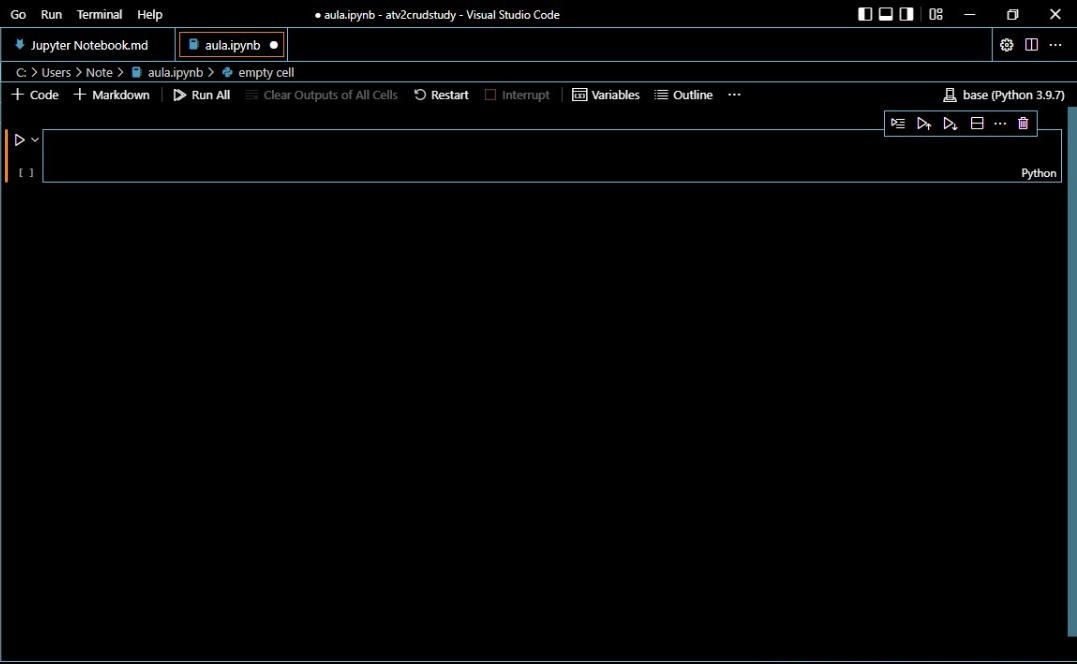 Go Run Terminal Help ● aula.ipynb - atv2crudstudy - Visual Studio Code
Jupyter Notebook.md aula.ipynb ●
C: > Users > Note > aula.ipynb > empty cell
+ Code + Markdown Run All Clear Outputs of All Cells Restart Interrupt Variables Outline ··· base (Python 3.9.7)
[ ]
Python